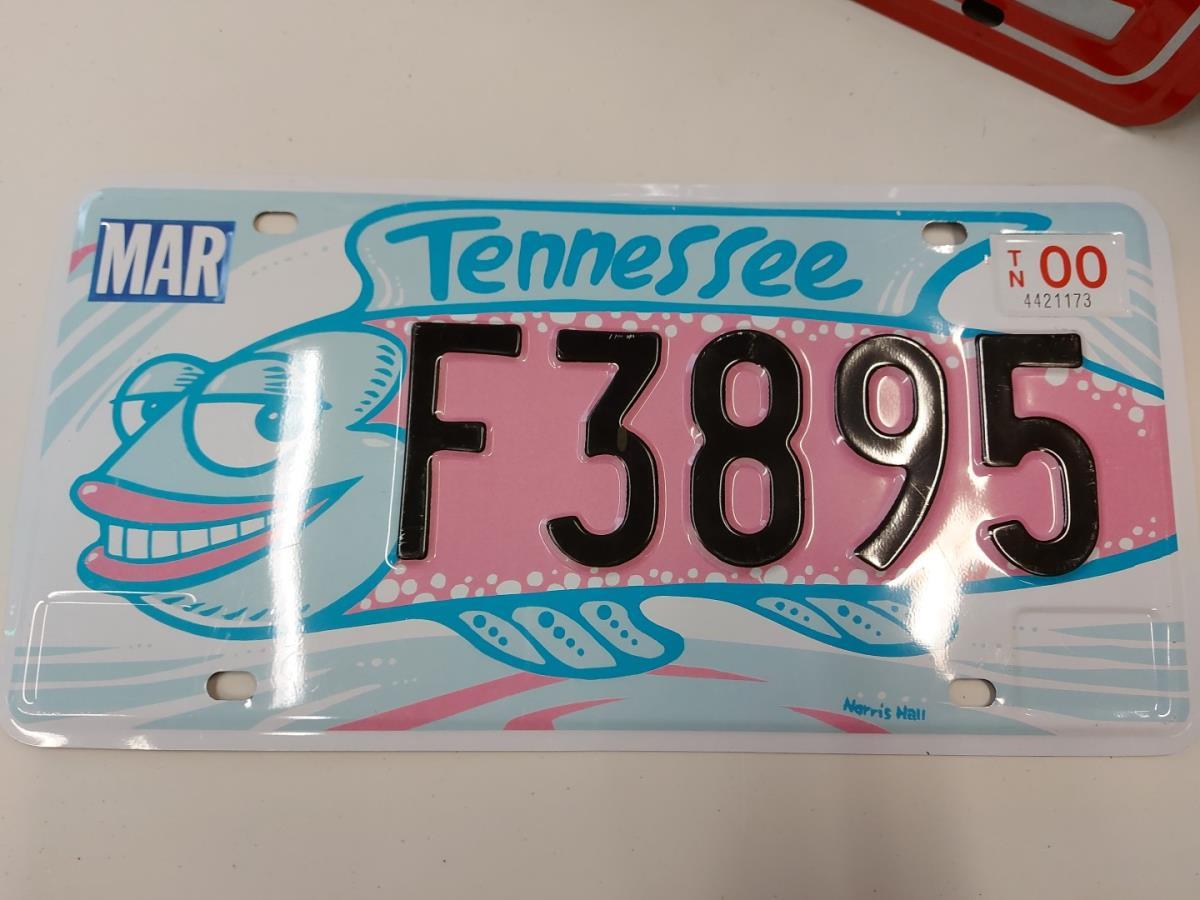 MAR
Tennessee
TN 00
4421173
F3895
Norris Hall